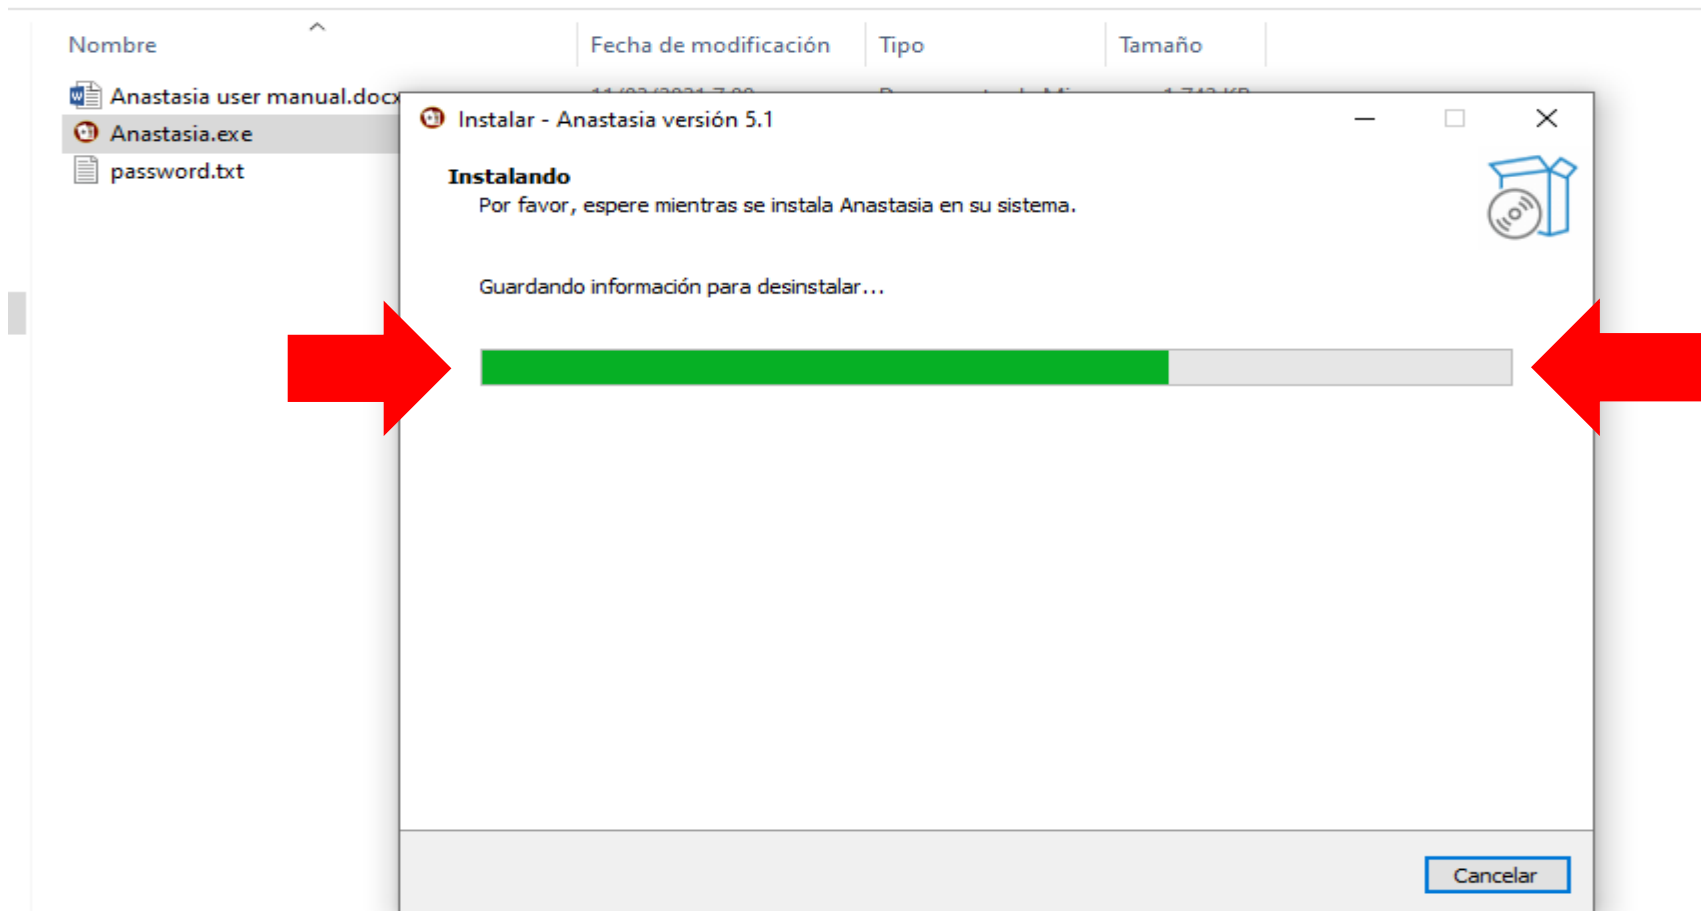 Nombre Fecha de modificación Tipo Tamaño
Anastasia user manual.docx
Anastasia.exe
password.txt
Instalar - Anastasia versión 5.1
Instalando
Por favor, espere mientras se instala Anastasia en su sistema.
Guardando información para desinstalar...
Cancelar